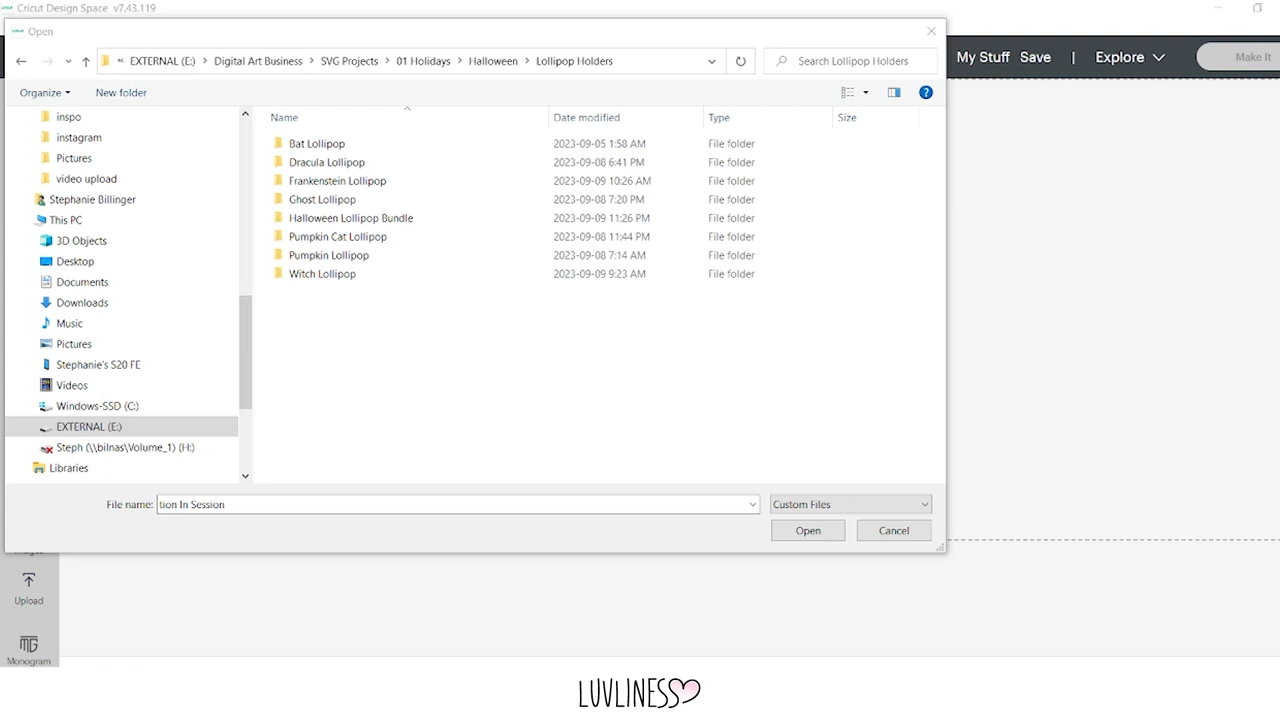 Cricut Design Space v7.43.119
Open
« EXTERNAL (E:) > Digital Art Business > SVG Projects > 01 Holidays > Halloween > Lollipop Holders
Search Lollipop Holders
My Stuff Save | Explore Make It
Organize New folder
?
Name Date modified Type Size
inspo
instagram
Pictures
video upload
Stephanie Billinger
This PC
3D Objects
Desktop
Documents
Downloads
Music
Pictures
Stephanie's S20 FE
Videos
Windows-SSD (C:)
EXTERNAL (E:)
Steph (\\bilnas\Volume_1) (H:)
Libraries
Bat Lollipop 2023-09-05 1:58 AM File folder
Dracula Lollipop 2023-09-08 6:41 PM File folder
Frankenstein Lollipop 2023-09-09 10:26 AM File folder
Ghost Lollipop 2023-09-08 7:20 PM File folder
Halloween Lollipop Bundle 2023-09-09 11:26 PM File folder
Pumpkin Cat Lollipop 2023-09-08 11:44 PM File folder
Pumpkin Lollipop 2023-09-08 7:14 AM File folder
Witch Lollipop 2023-09-09 9:23 AM File folder
File name: tion In Session Custom Files
Open Cancel
Upload
MG
Monogram
LUVLINESS